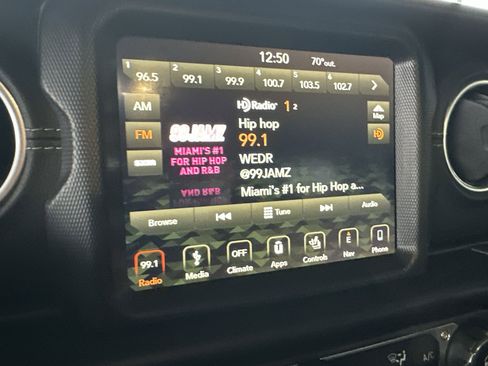 12:50 70°out.
1 96.5 2 99.1 3 99.9 4 100.7 5 103.5 6 102.7
AM
HD Radio 1 2
Map
FM
99JAMZ
Hip hop
99.1
HD
MIAMI'S #1
FOR HIP HOP
AND R&B
WEDR
@99JAMZ
Miami's #1 for Hip Hop a...
Browse Tune Audio
99.1 OFF E
Radio Media Climate Apps Controls Nav Phone
A/C